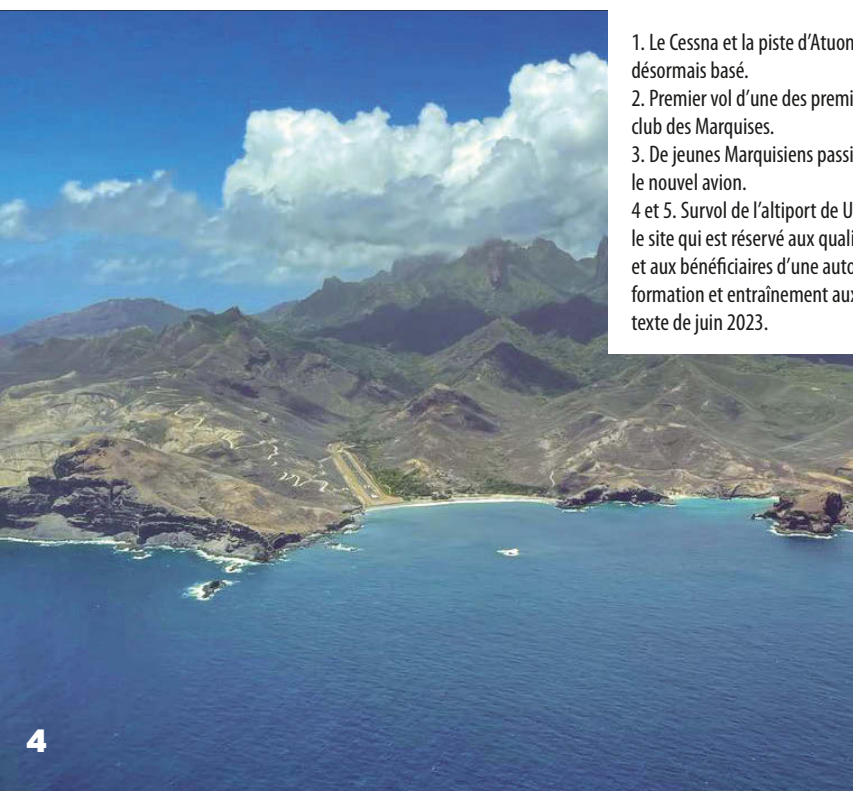 1. Le Cessna et la piste d’Atuon
désormais basé.
2. Premier vol d’une des premi
club des Marquises.
3. De jeunes Marquisiens passi
le nouvel avion.
4 et 5. Survol de l’altiport de U
le site qui est réservé aux quali
et aux bénéficiaires d’une auto
formation et entraînement aux
texte de juin 2023.
4